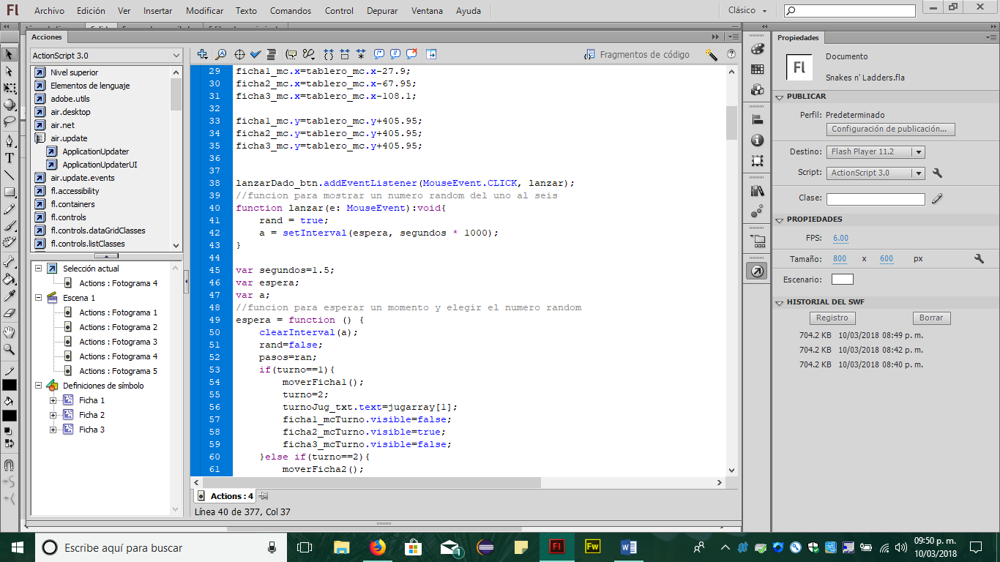 Fl Archivo Edición Ver Insertar Modificar Texto Comandos Control Depurar Ventana Ayuda Clásico
Acciones
ActionScript 3.0
Nivel superior
Elementos de lenguaje
adobe.utils
air.desktop
air.net
air.update
ApplicationUpdater
ApplicationUpdaterUI
air.update.events
fl.accessibility
fl.containers
fl.controls
fl.controls.dataGridClasses
fl.controls.listClasses
Selección actual
Actions : Fotograma 4
Escena 1
Actions : Fotograma 1
Actions : Fotograma 2
Actions : Fotograma 3
Actions : Fotograma 4
Actions : Fotograma 5
Definiciones de símbolo
Ficha 1
Ficha 2
Ficha 3
Fragmentos de código
29 ficha1_mc.x=tablero_mc.x-27.9;
30 ficha2_mc.x=tablero_mc.x-67.95;
31 ficha3_mc.x=tablero_mc.x-108.1;
32
33 ficha1_mc.y=tablero_mc.y+405.95;
34 ficha2_mc.y=tablero_mc.y+405.95;
35 ficha3_mc.y=tablero_mc.y+405.95;
36
37
38 lanzarDado_btn.addEventListener(MouseEvent.CLICK, lanzar);
39 //funcion para mostrar un numero random del uno al seis
40 function lanzar(e: MouseEvent):void{
41 rand = true;
42 a = setInterval(espera, segundos * 1000);
43 }
44
45 var segundos=1.5;
46 var espera;
47 var a;
48 //funcion para esperar un momento y elegir el numero random
49 espera = function () {
50 clearInterval(a);
51 rand=false;
52 pasos=ran;
53 if(turno==1){
54 moverFicha1();
55 turno=2;
56 turnoJug_txt.text=jugarray[1];
57 ficha1_mcTurno.visible=false;
58 ficha2_mcTurno.visible=true;
59 ficha3_mcTurno.visible=false;
60 }else if(turno==2){
61 moverFicha2();
Actions : 4
Línea 40 de 377, Col 37
Propiedades
Fl
Documento
Snakes n' Ladders.fla
PUBLICAR
Perfil: Predeterminado
Configuración de publicación...
Destino: Flash Player 11.2
Script: ActionScript 3.0
Clase:
PROPIEDADES
FPS: 6.00
Tamaño: 800 x 600 px
Escenario:
HISTORIAL DEL SWF
Registro Borrar
704.2 KB 10/03/2018 08:49 p. m.
704.2 KB 10/03/2018 08:42 p. m.
704.2 KB 10/03/2018 08:40 p. m.
Escribe aquí para buscar
1
Fl
Fw
09:50 p. m.
10/03/2018